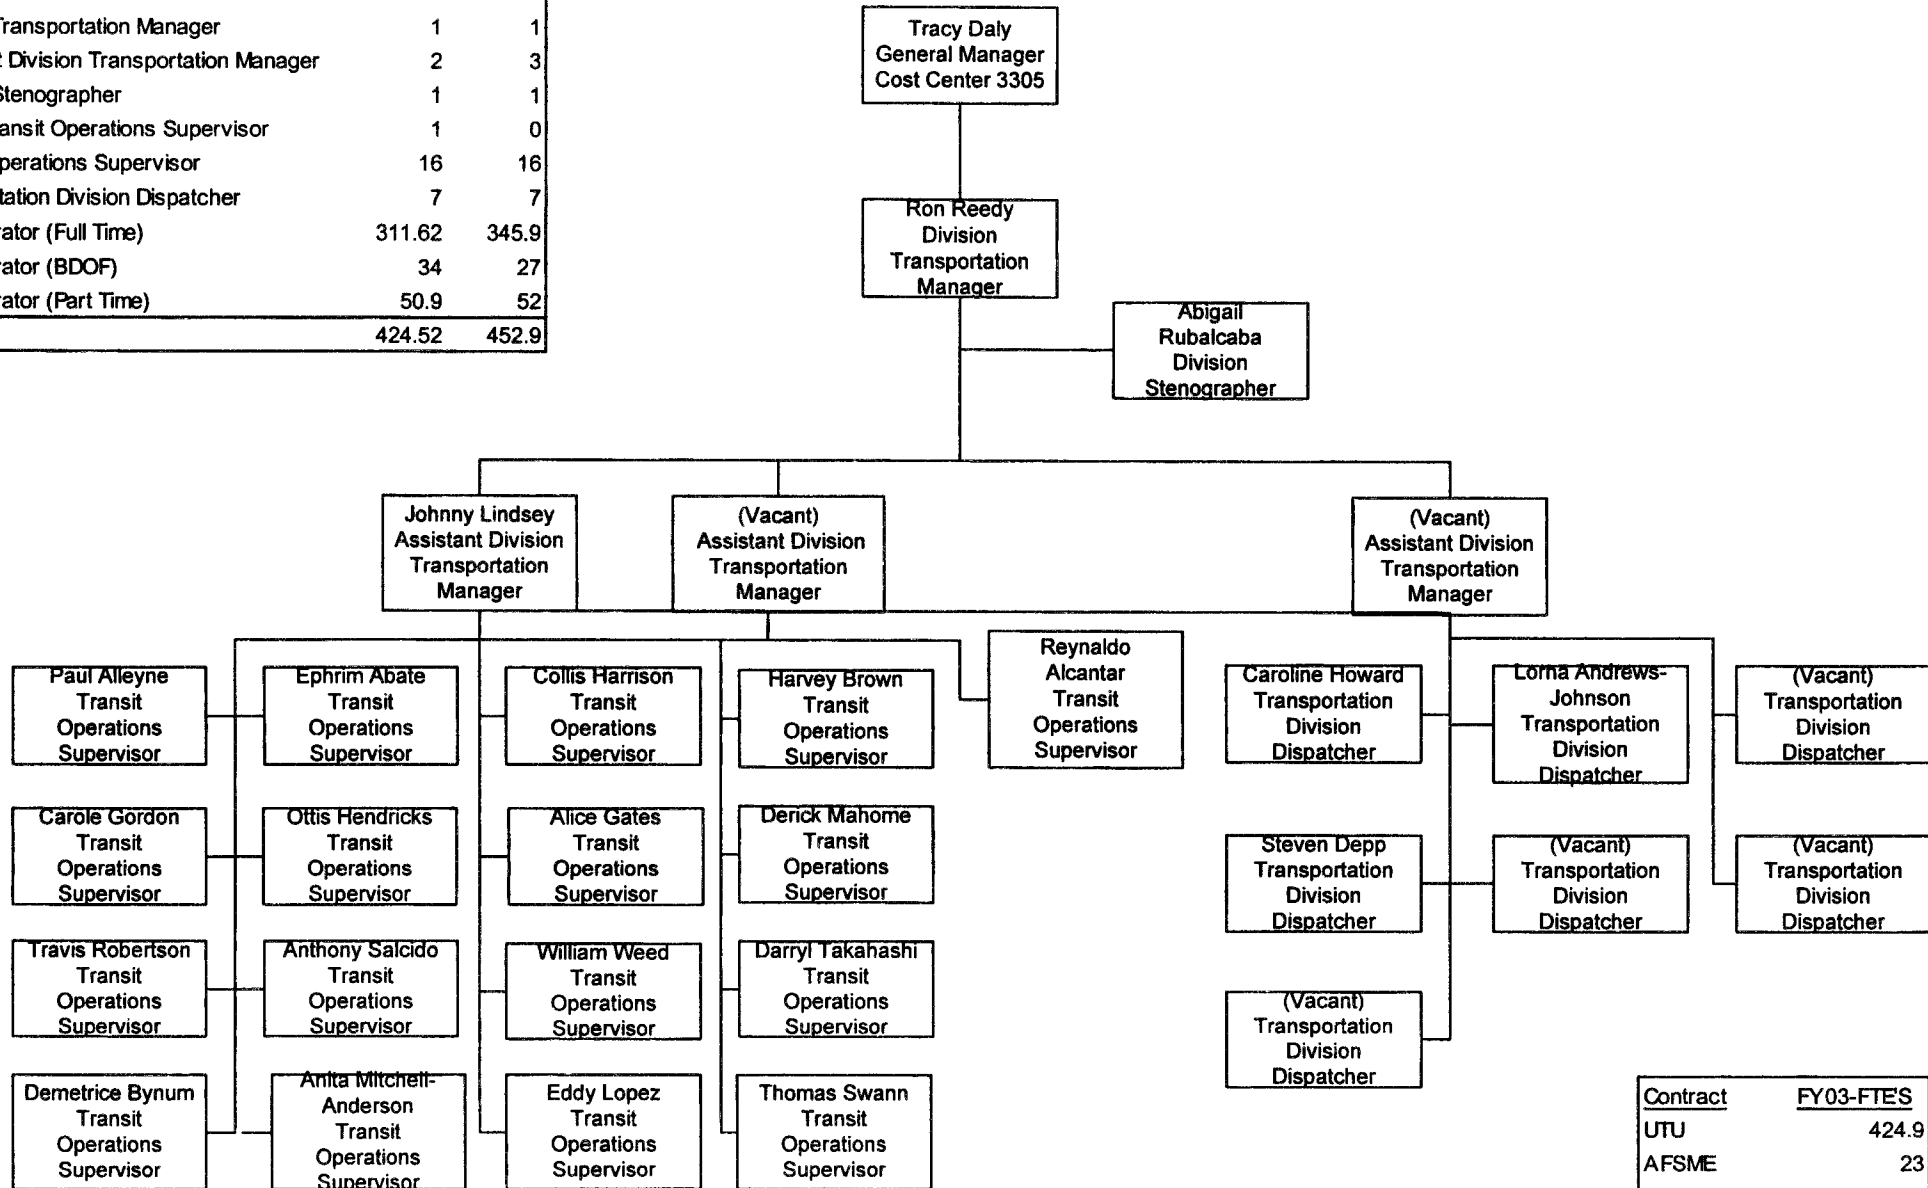 Transportation Manager 1 1
Division Transportation Manager 2 3
Stenographer 1 1
ansit Operations Supervisor 1 0
perations Supervisor 16 16
tation Division Dispatcher 7 7
rator (Full Time) 311.62 345.9
rator (BDOF) 34 27
rator (Part Time) 50.9 52
424.52 452.9
Tracy Daly
General Manager
Cost Center 3305
Ron Reedy
Division
Transportation
Manager
Abigail
Rubalcaba
Division
Stenographer
Johnny Lindsey
Assistant Division
Transportation
Manager
(Vacant)
Assistant Division
Transportation
Manager
(Vacant)
Assistant Division
Transportation
Manager
Paul Alleyne
Transit
Operations
Supervisor
Ephrim Abate
Transit
Operations
Supervisor
Collis Harrison
Transit
Operations
Supervisor
Harvey Brown
Transit
Operations
Supervisor
Reynaldo
Alcantar
Transit
Operations
Supervisor
Caroline Howard
Transportation
Division
Dispatcher
Lorna Andrews-
Johnson
Transportation
Division
Dispatcher
(Vacant)
Transportation
Division
Dispatcher
Carole Gordon
Transit
Operations
Supervisor
Ottis Hendricks
Transit
Operations
Supervisor
Alice Gates
Transit
Operations
Supervisor
Derick Mahome
Transit
Operations
Supervisor
Steven Depp
Transportation
Division
Dispatcher
(Vacant)
Transportation
Division
Dispatcher
(Vacant)
Transportation
Division
Dispatcher
Travis Robertson
Transit
Operations
Supervisor
Anthony Salcido
Transit
Operations
Supervisor
William Weed
Transit
Operations
Supervisor
Darryl Takahashi
Transit
Operations
Supervisor
(Vacant)
Transportation
Division
Dispatcher
Demetrice Bynum
Transit
Operations
Supervisor
Anita Mitchell-
Anderson
Transit
Operations
Supervisor
Eddy Lopez
Transit
Operations
Supervisor
Thomas Swann
Transit
Operations
Supervisor
Contract FY03-FTE'S
UTU 424.9
AFSME 23